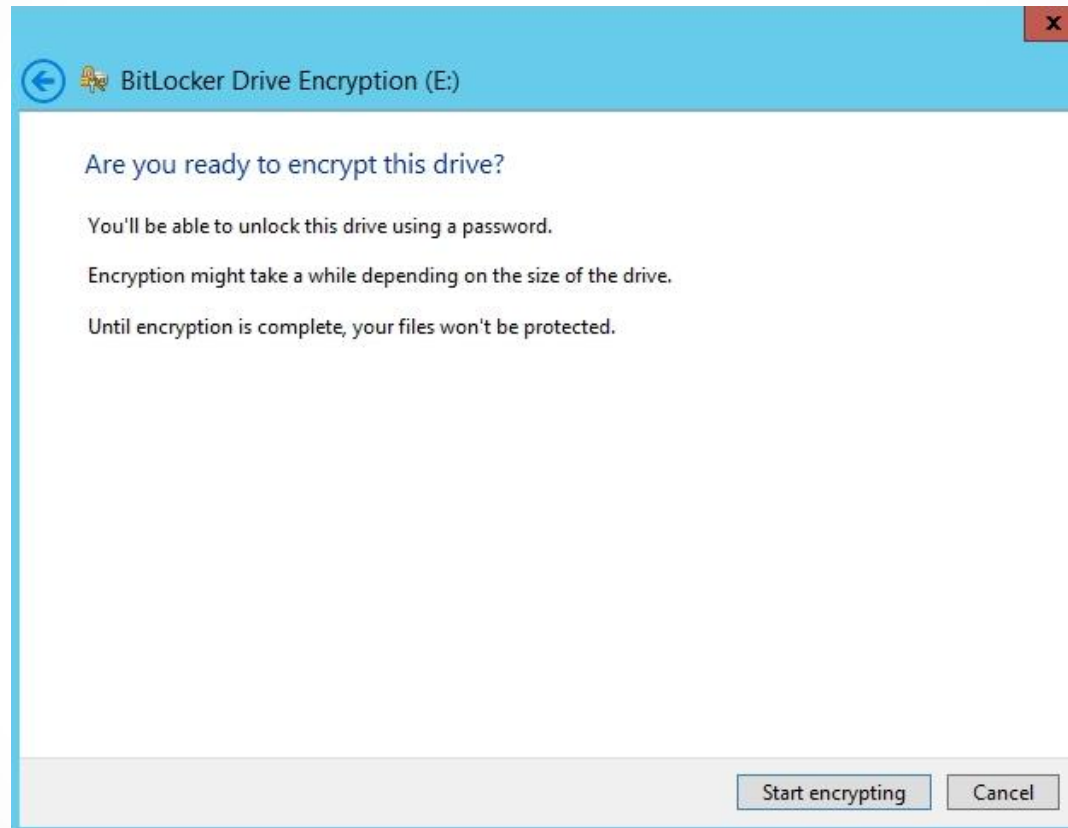 x
BitLocker Drive Encryption (E:)
Are you ready to encrypt this drive?
You'll be able to unlock this drive using a password.
Encryption might take a while depending on the size of the drive.
Until encryption is complete, your files won't be protected.
Start encrypting Cancel